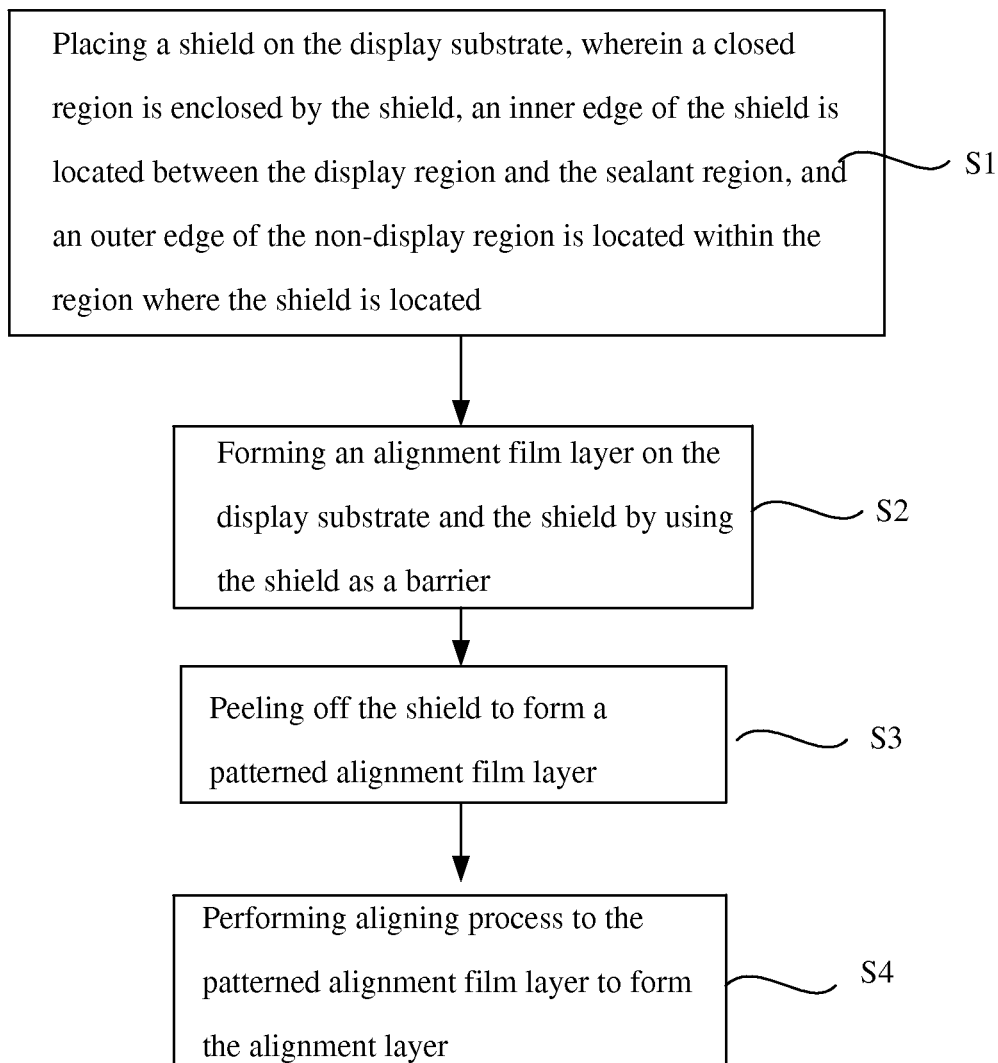 Placing a shield on the display substrate, wherein a closed
region is enclosed by the shield, an inner edge of the shield is
located between the display region and the sealant region, and
an outer edge of the non-display region is located within the
region where the shield is located
S1
Forming an alignment film layer on the
display substrate and the shield by using
the shield as a barrier
S2
Peeling off the shield to form a
patterned alignment film layer
S3
Performing aligning process to the
patterned alignment film layer to form
the alignment layer
S4